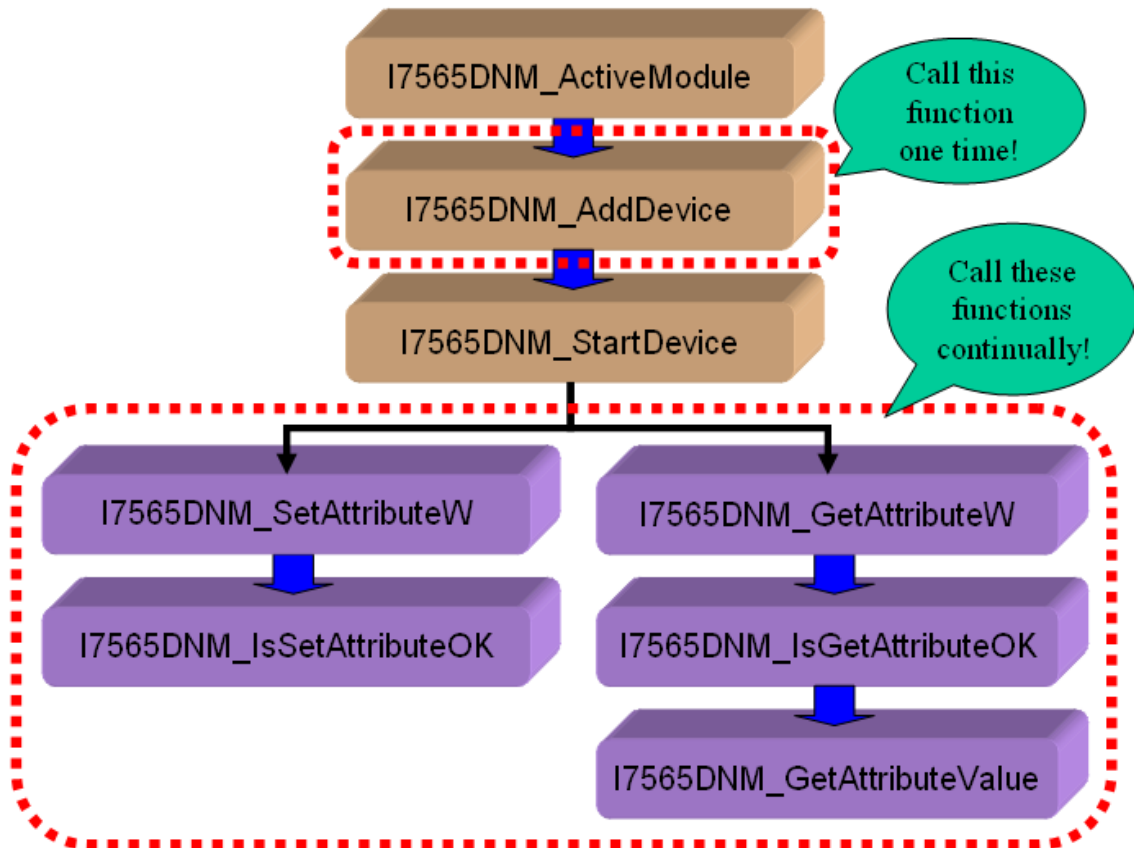 I7565DNM_ActiveModule
Call this
function
one time!
I7565DNM_AddDevice
I7565DNM_StartDevice
Call these
functions
continually!
I7565DNM_SetAttributeW
I7565DNM_GetAttributeW
I7565DNM_IsSetAttributeOK
I7565DNM_IsGetAttributeOK
I7565DNM_GetAttributeValue